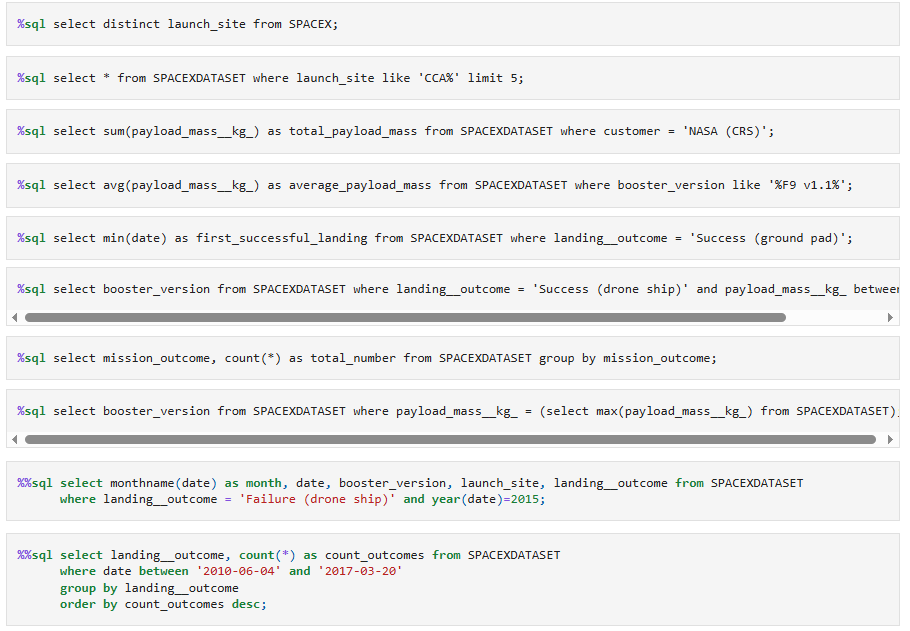 %sql select distinct launch_site from SPACEX;
%sql select * from SPACEXDATASET where launch_site like 'CCA%' limit 5;
%sql select sum(payload_mass__kg_) as total_payload_mass from SPACEXDATASET where customer = 'NASA (CRS)';
%sql select avg(payload_mass__kg_) as average_payload_mass from SPACEXDATASET where booster_version like '%F9 v1.1%';
%sql select min(date) as first_successful_landing from SPACEXDATASET where landing__outcome = 'Success (ground pad)';
%sql select booster_version from SPACEXDATASET where landing__outcome = 'Success (drone ship)' and payload_mass__kg_ between
%sql select mission_outcome, count(*) as total_number from SPACEXDATASET group by mission_outcome;
%sql select booster_version from SPACEXDATASET where payload_mass__kg_ = (select max(payload_mass__kg_) from SPACEXDATASET);
%%sql select monthname(date) as month, date, booster_version, launch_site, landing__outcome from SPACEXDATASET
where landing__outcome = 'Failure (drone ship)' and year(date)=2015;
%%sql select landing__outcome, count(*) as count_outcomes from SPACEXDATASET
where date between '2010-06-04' and '2017-03-20'
group by landing__outcome
order by count_outcomes desc;